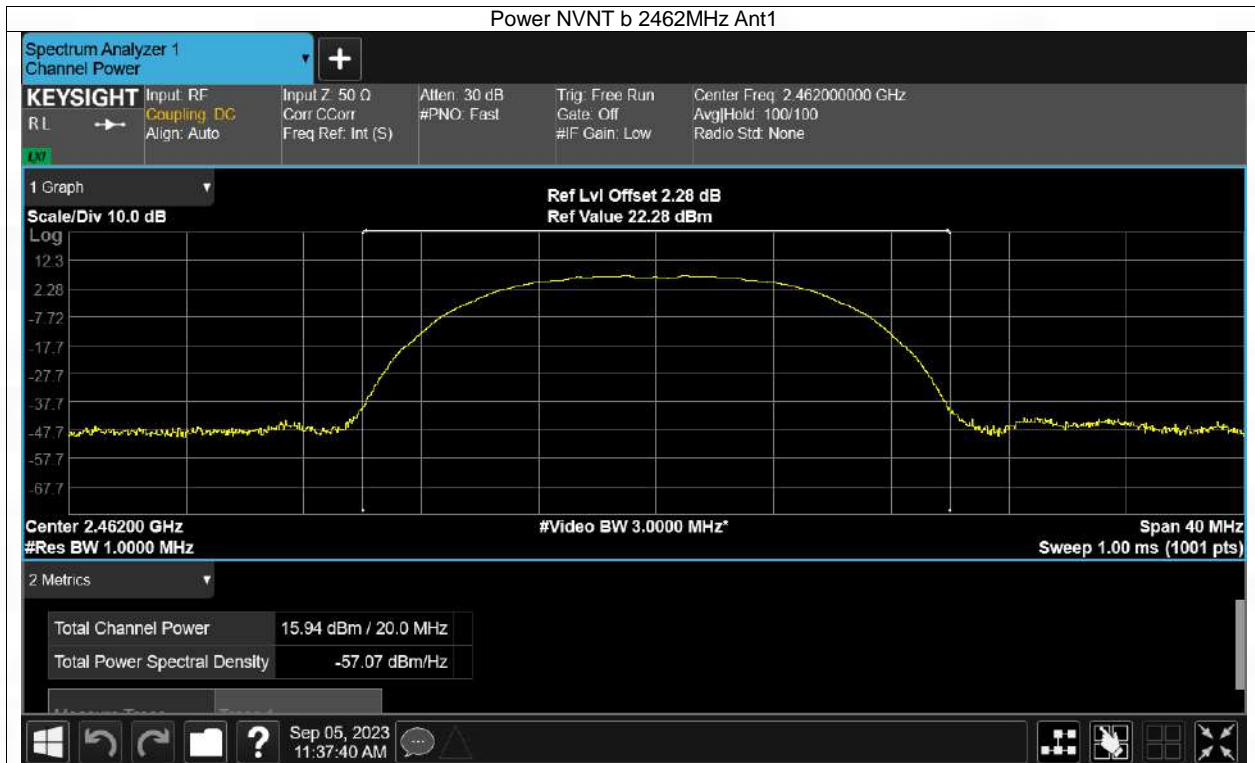 Power NVNT b 2462MHz Ant1
Spectrum Analyzer 1
Channel Power
KEYSIGHT
RL
LXI
Input: RF
Coupling: DC
Align: Auto
Input Z: 50 Ω
Corr CCorr
Freq Ref: Int (S)
Atten: 30 dB
#PNO: Fast
Trig: Free Run
Gate: Off
#IF Gain: Low
Center Freq: 2.462000000 GHz
Avg|Hold: 100/100
Radio Std: None
1 Graph
Scale/Div 10.0 dB
Ref Lvl Offset 2.28 dB
Ref Value 22.28 dBm
Log
12.3
2.28
-7.72
-17.7
-27.7
-37.7
-47.7
-57.7
-67.7
Center 2.46200 GHz
#Res BW 1.0000 MHz
#Video BW 3.0000 MHz*
Span 40 MHz
Sweep 1.00 ms (1001 pts)
2 Metrics
Total Channel Power 15.94 dBm / 20.0 MHz
Total Power Spectral Density -57.07 dBm/Hz
?
Sep 05, 2023
11:37:40 AM